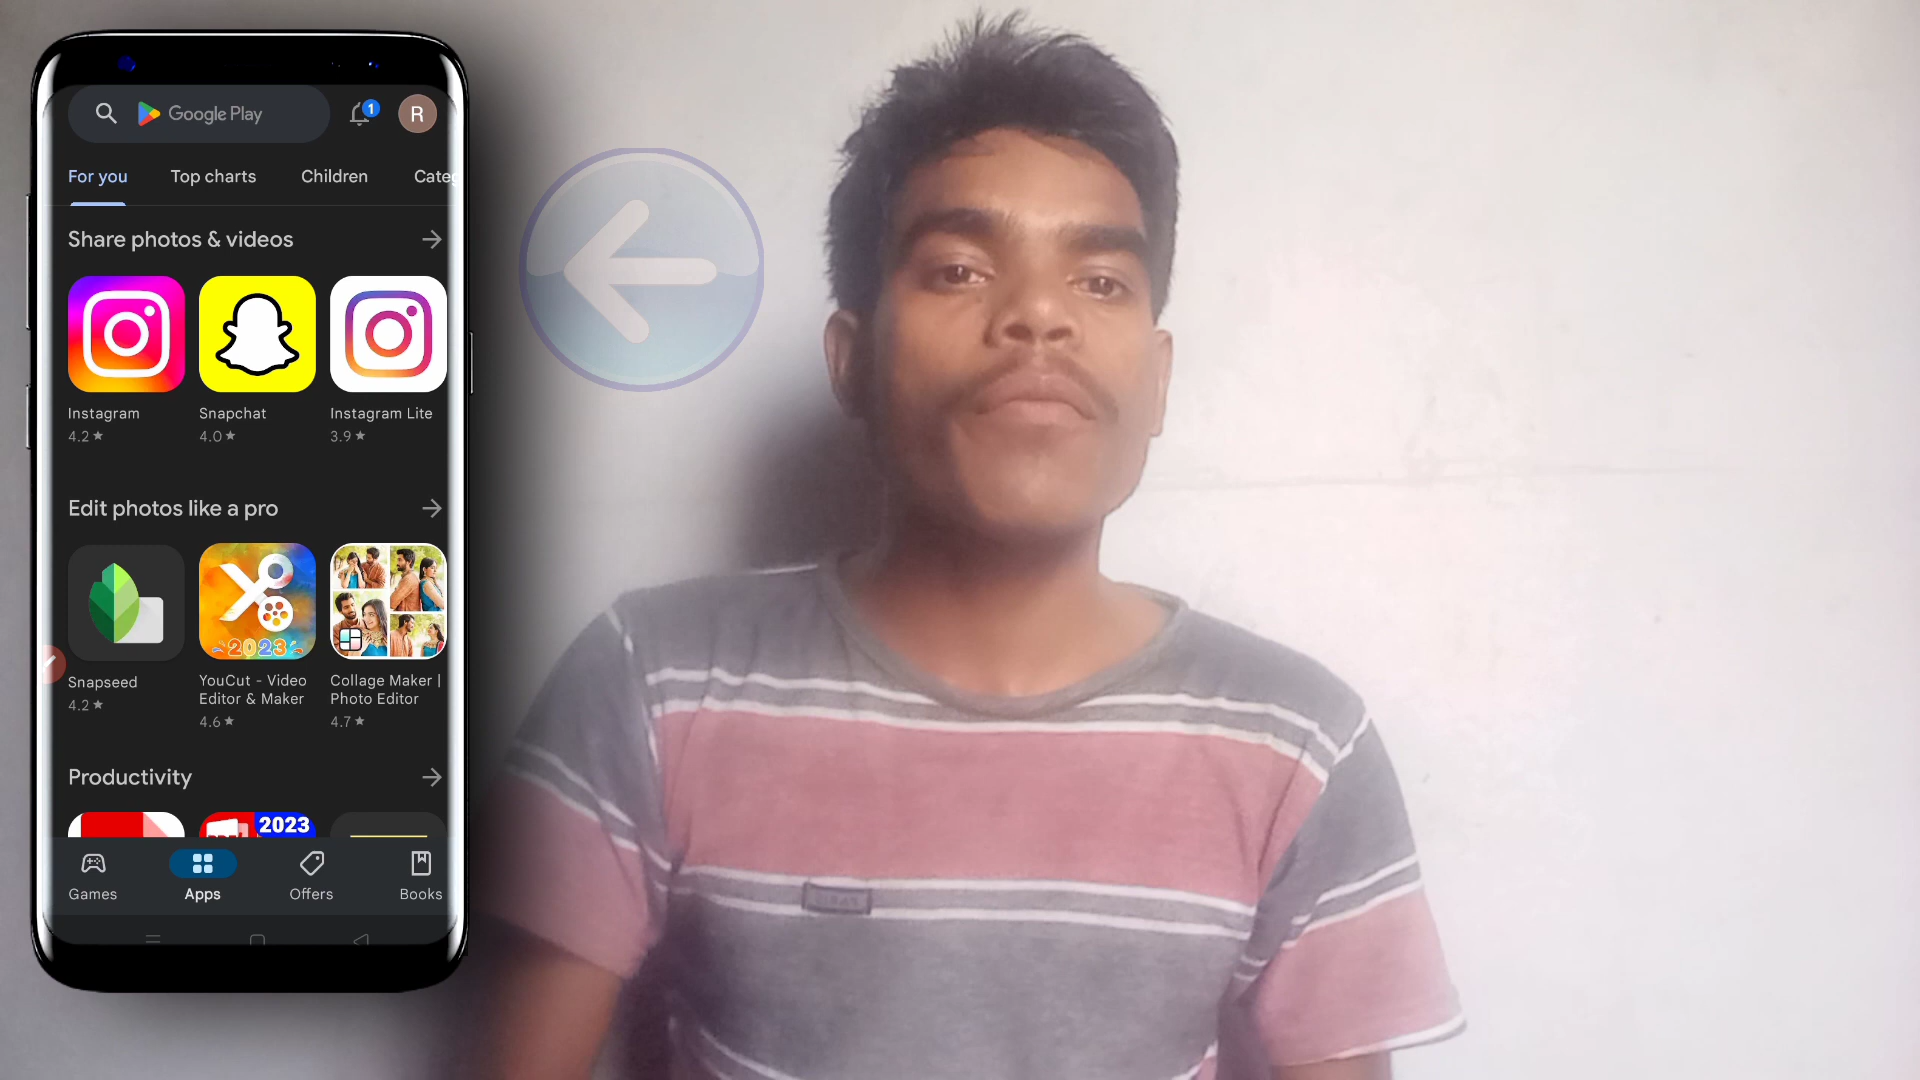 Google Play
1
R
For you Top charts Children Categ
Share photos & videos
Instagram Snapchat Instagram Lite
4.2 ★ 4.0 ★ 3.9 ★
Edit photos like a pro
2023
Snapseed YouCut - Video Collage Maker |
Editor & Maker Photo Editor
4.2 ★ 4.6 ★ 4.7 ★
Productivity
2023
Games Apps Offers Books